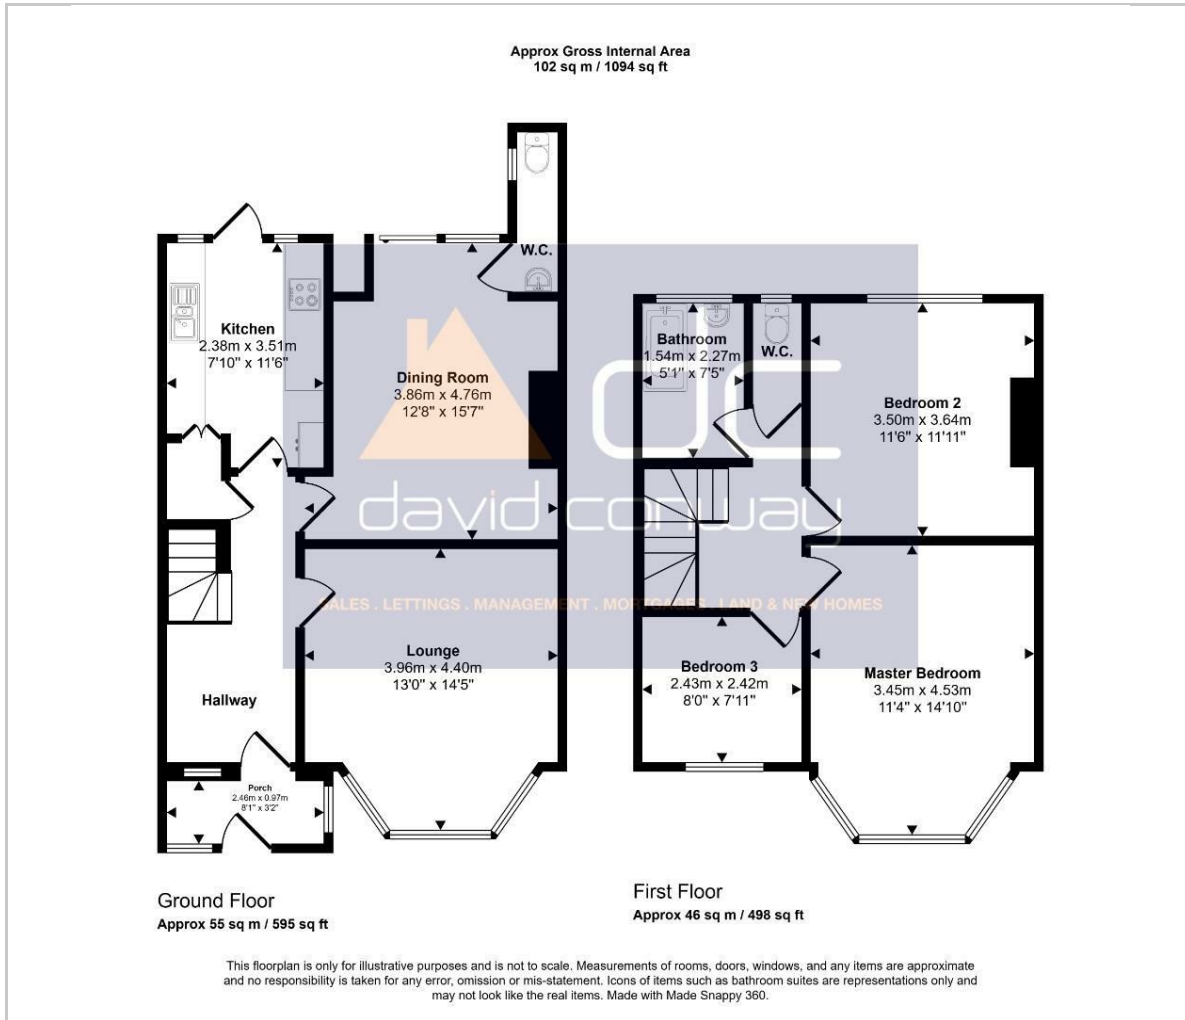 Approx Gross Internal Area
102 sq m / 1094 sq ft
W.C.
Kitchen
2.38m x 3.51m
7'10" x 11'6"
Dining Room
3.86m x 4.76m
12'8" x 15'7"
Bathroom
1.54m x 2.27m
5'1" x 7'5"
W.C.
Bedroom 2
3.50m x 3.64m
11'6" x 11'11"
dc
david conway
SALES . LETTINGS . MANAGEMENT . MORTGAGES . LAND & NEW HOMES
Lounge
3.96m x 4.40m
13'0" x 14'5"
Hallway
Bedroom 3
2.43m x 2.42m
8'0" x 7'11"
Master Bedroom
3.45m x 4.53m
11'4" x 14'10"
Porch
2.46m x 0.97m
8'1" x 3'2"
Ground Floor
Approx 55 sq m / 595 sq ft
First Floor
Approx 46 sq m / 498 sq ft
This floorplan is only for illustrative purposes and is not to scale. Measurements of rooms, doors, windows, and any items are approximate
and no responsibility is taken for any error, omission or mis-statement. Icons of items such as bathroom suites are representations only and
may not look like the real items. Made with Made Snappy 360.